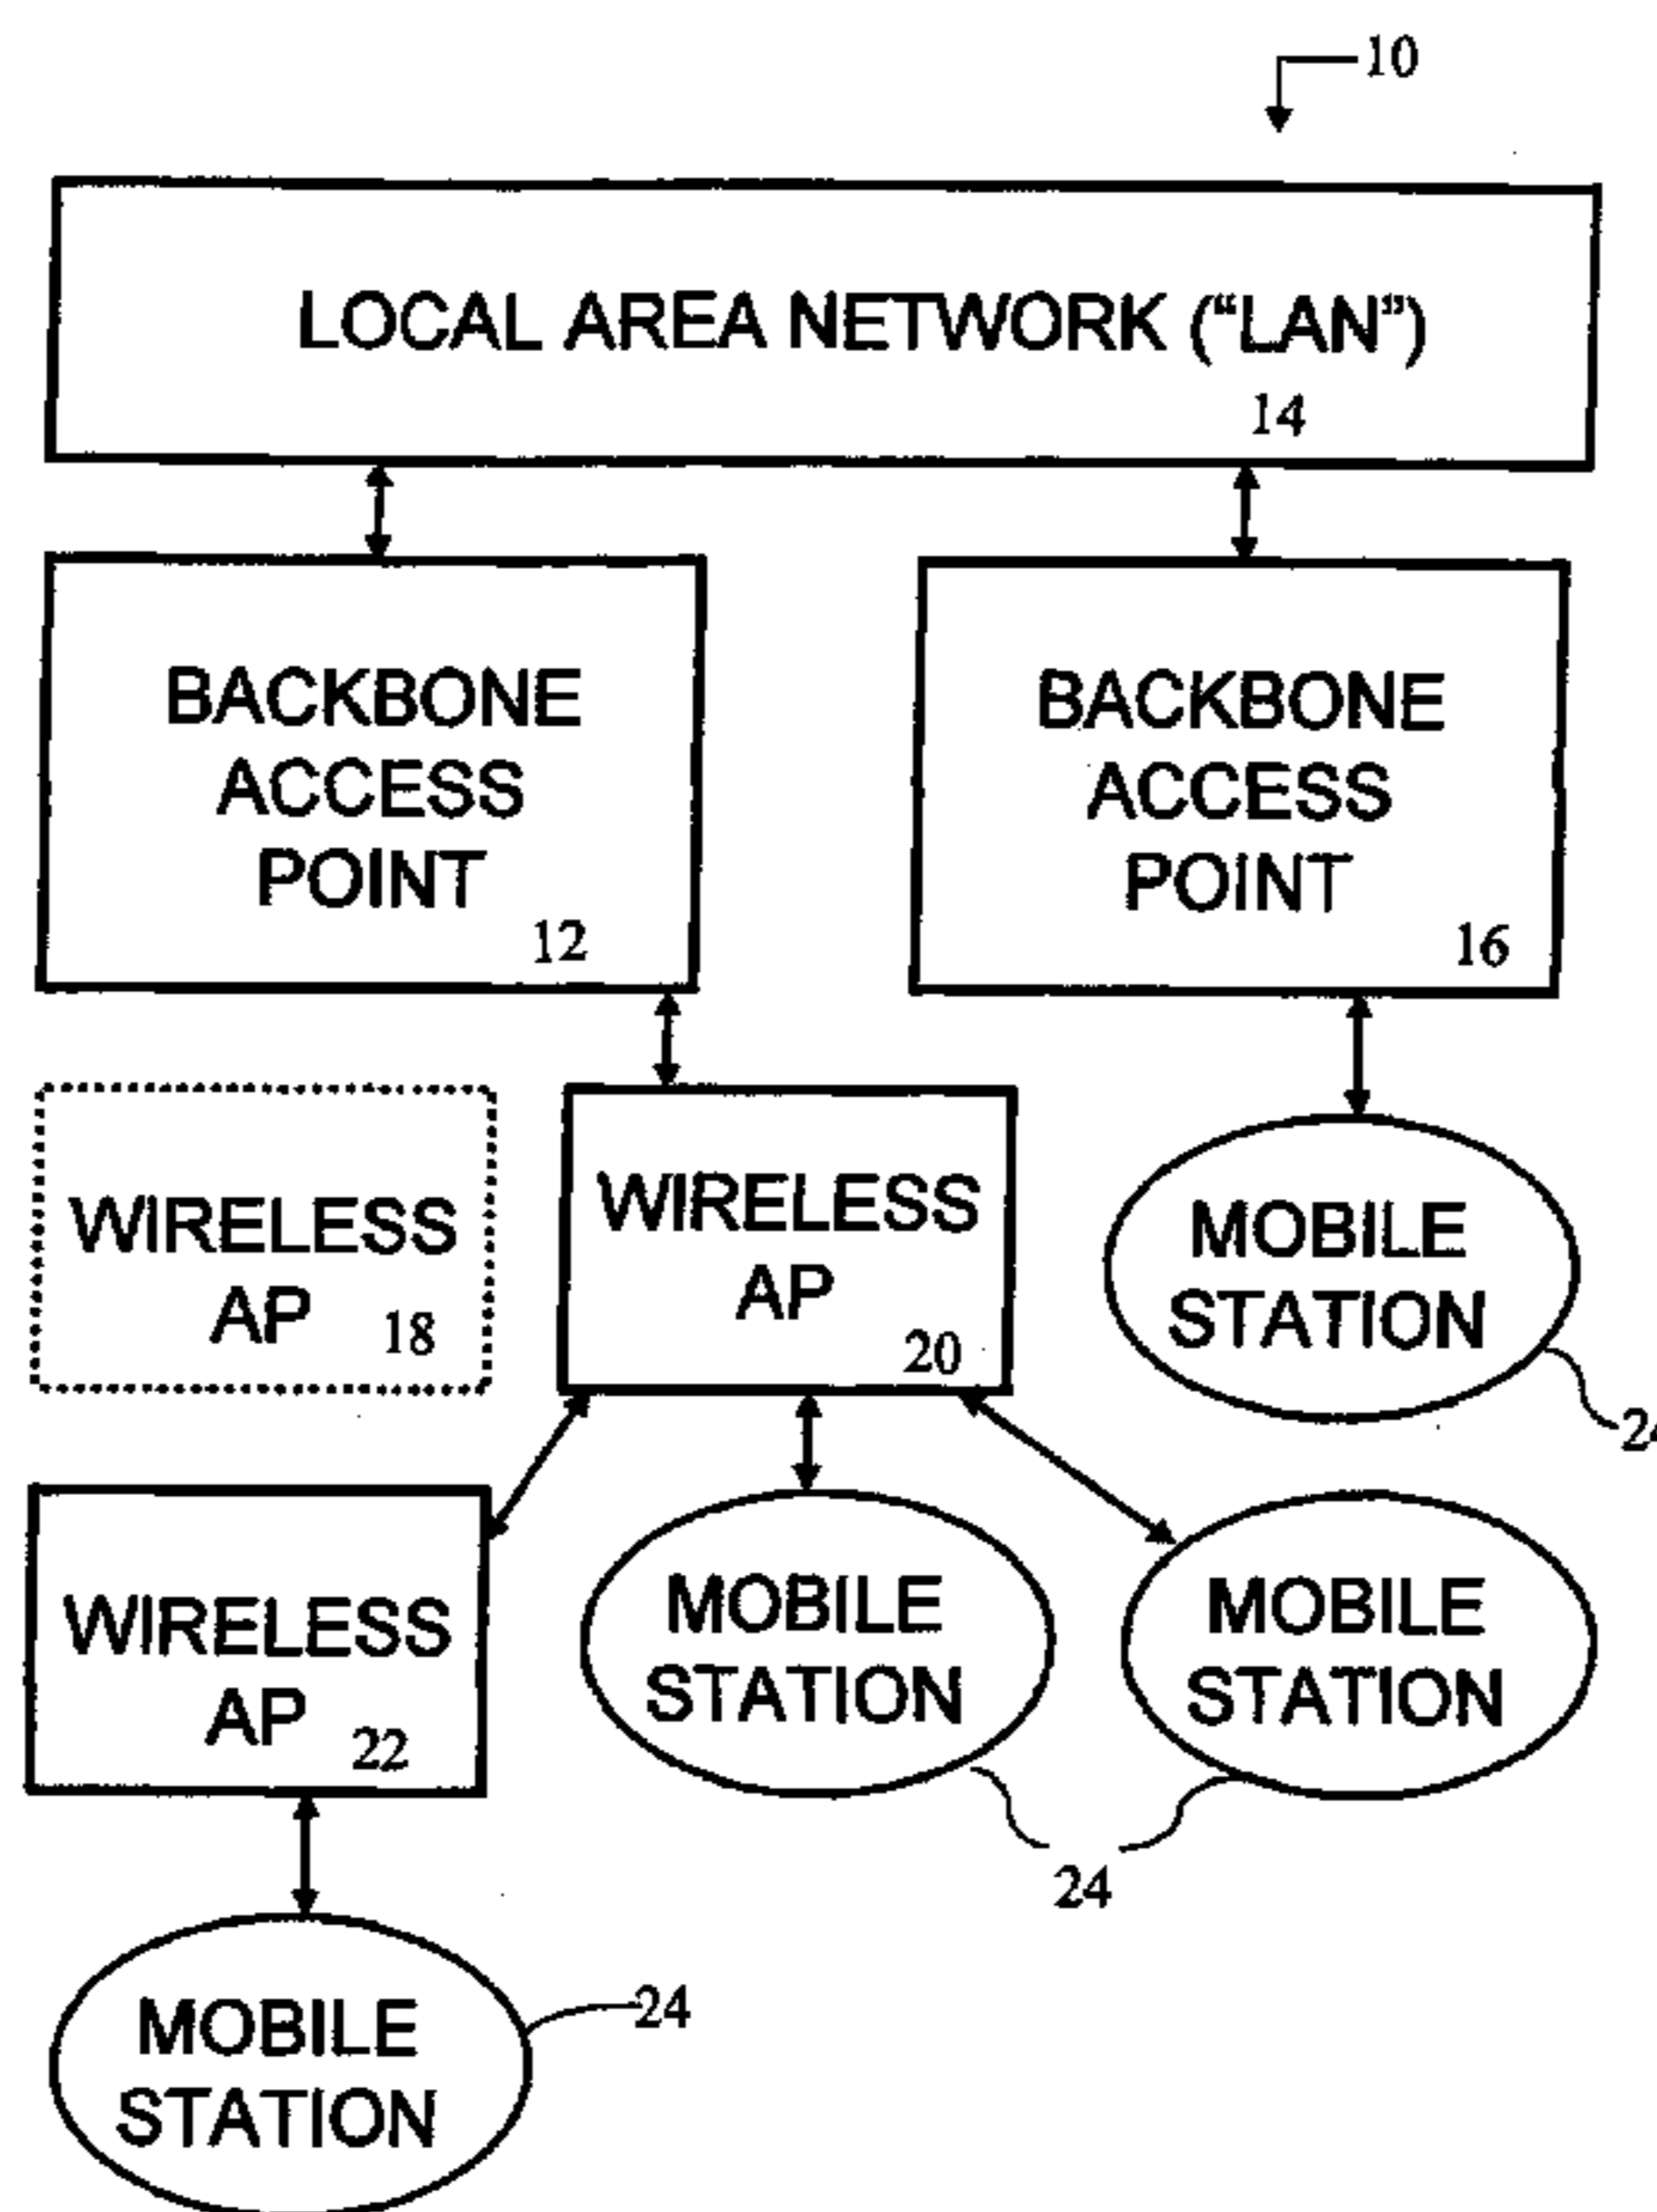 10
LOCAL AREA NETWORK (“LAN”)
14
BACKBONE
ACCESS
POINT
12
BACKBONE
ACCESS
POINT
16
WIRELESS
AP
18
WIRELESS
AP
20
MOBILE
STATION
WIRELESS
AP
22
MOBILE
STATION
MOBILE
STATION
24
MOBILE
STATION
24